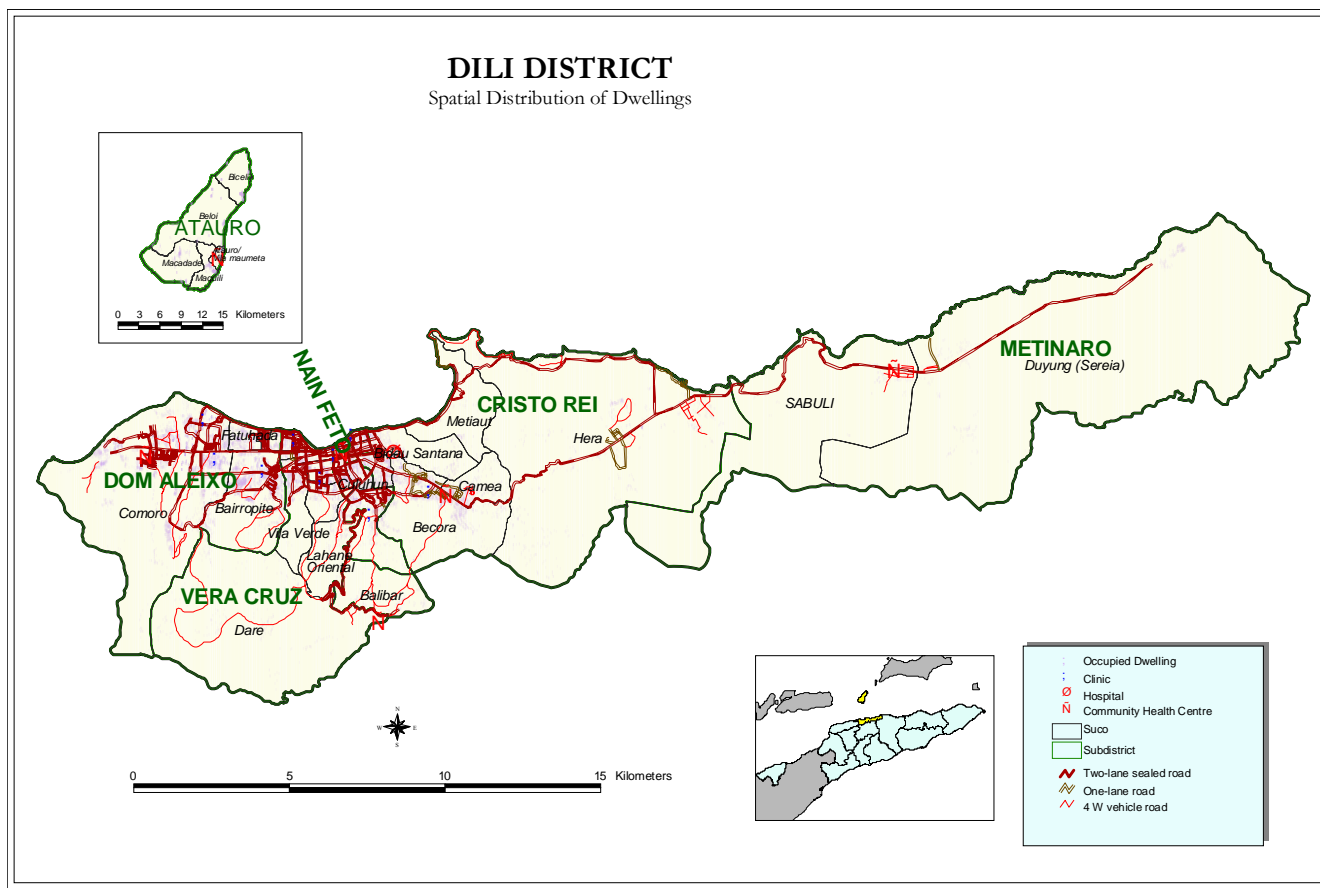 DILI DISTRICT
Spatial Distribution of Dwellings
Bicelli
Beloi
ATAURO
Macadade
Vila maumeta
Maquili
0 3 6 9 12 15 Kilometers
NAIN FETO
METINARO
Duyung (Sereia)
CRISTO REI
SABULI
Metiaut
Hera
Fatuhada
Bidau Santana
DOM ALEIXO
Culuhun
Camea
Comoro
Bairropite
Becora
Vila Verde
Lahane
Oriental
VERA CRUZ
Balibar
Dare
N
W
E
S
0 5 10 15 Kilometers
Occupied Dwelling
Clinic
Ø Hospital
Ñ Community Health Centre
Suco
Subdistrict
Two-lane sealed road
One-lane road
4 W vehicle road